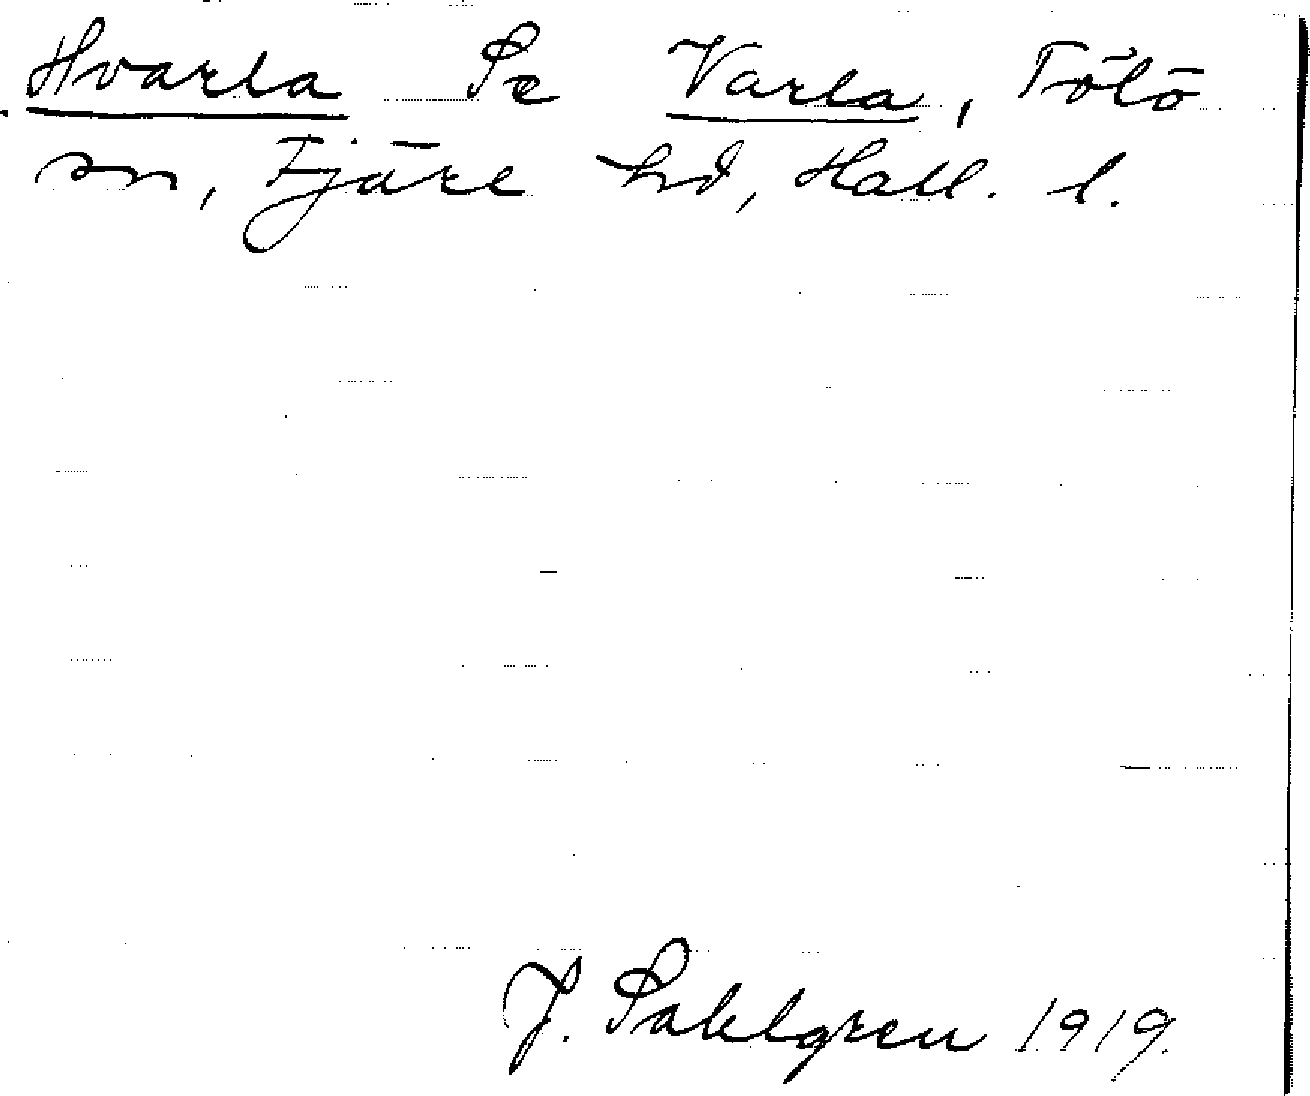 Hvarla Se Varla, Tölö
sn, Fjäre hd, Hall. l.
J. Sahlgren 1919.